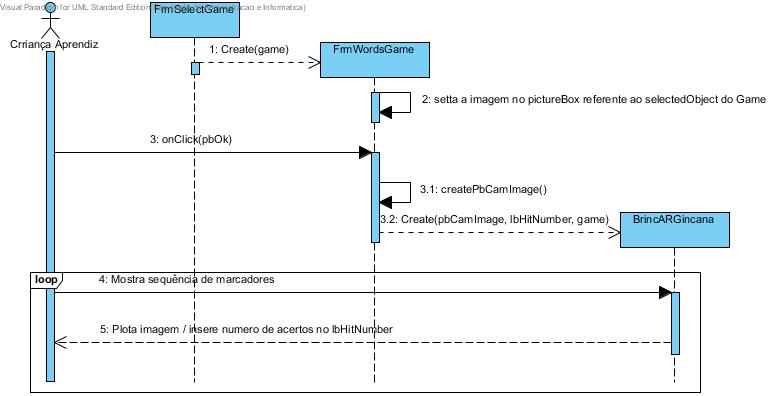 Visual Paradigm for UML Standard Edition acao e Informatica)
FrmSelectGame
Crriança Aprendiz
1: Create(game)
FrmWordsGame
2: setta a imagem no pictureBox referente ao selectedObject do Game
3: onClick(pbOk)
3.1: createPbCamImage()
3.2: Create(pbCamImage, lbHitNumber, game)
BrincARGincana
loop
4: Mostra sequência de marcadores
5: Plota imagem / insere numero de acertos no lbHitNumber